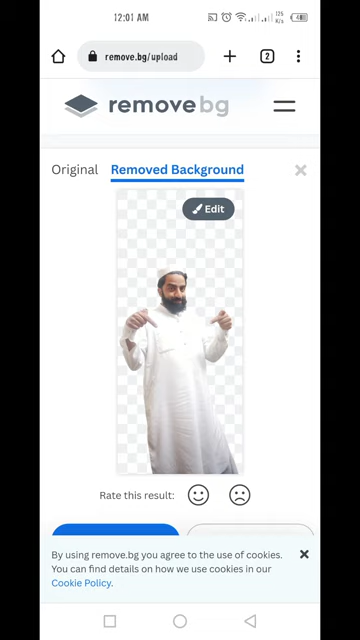 12:01 AM
remove.bg/upload
2
removebg
Original Removed Background
Edit
Rate this result:
By using remove.bg you agree to the use of cookies.
You can find details on how we use cookies in our
Cookie Policy.